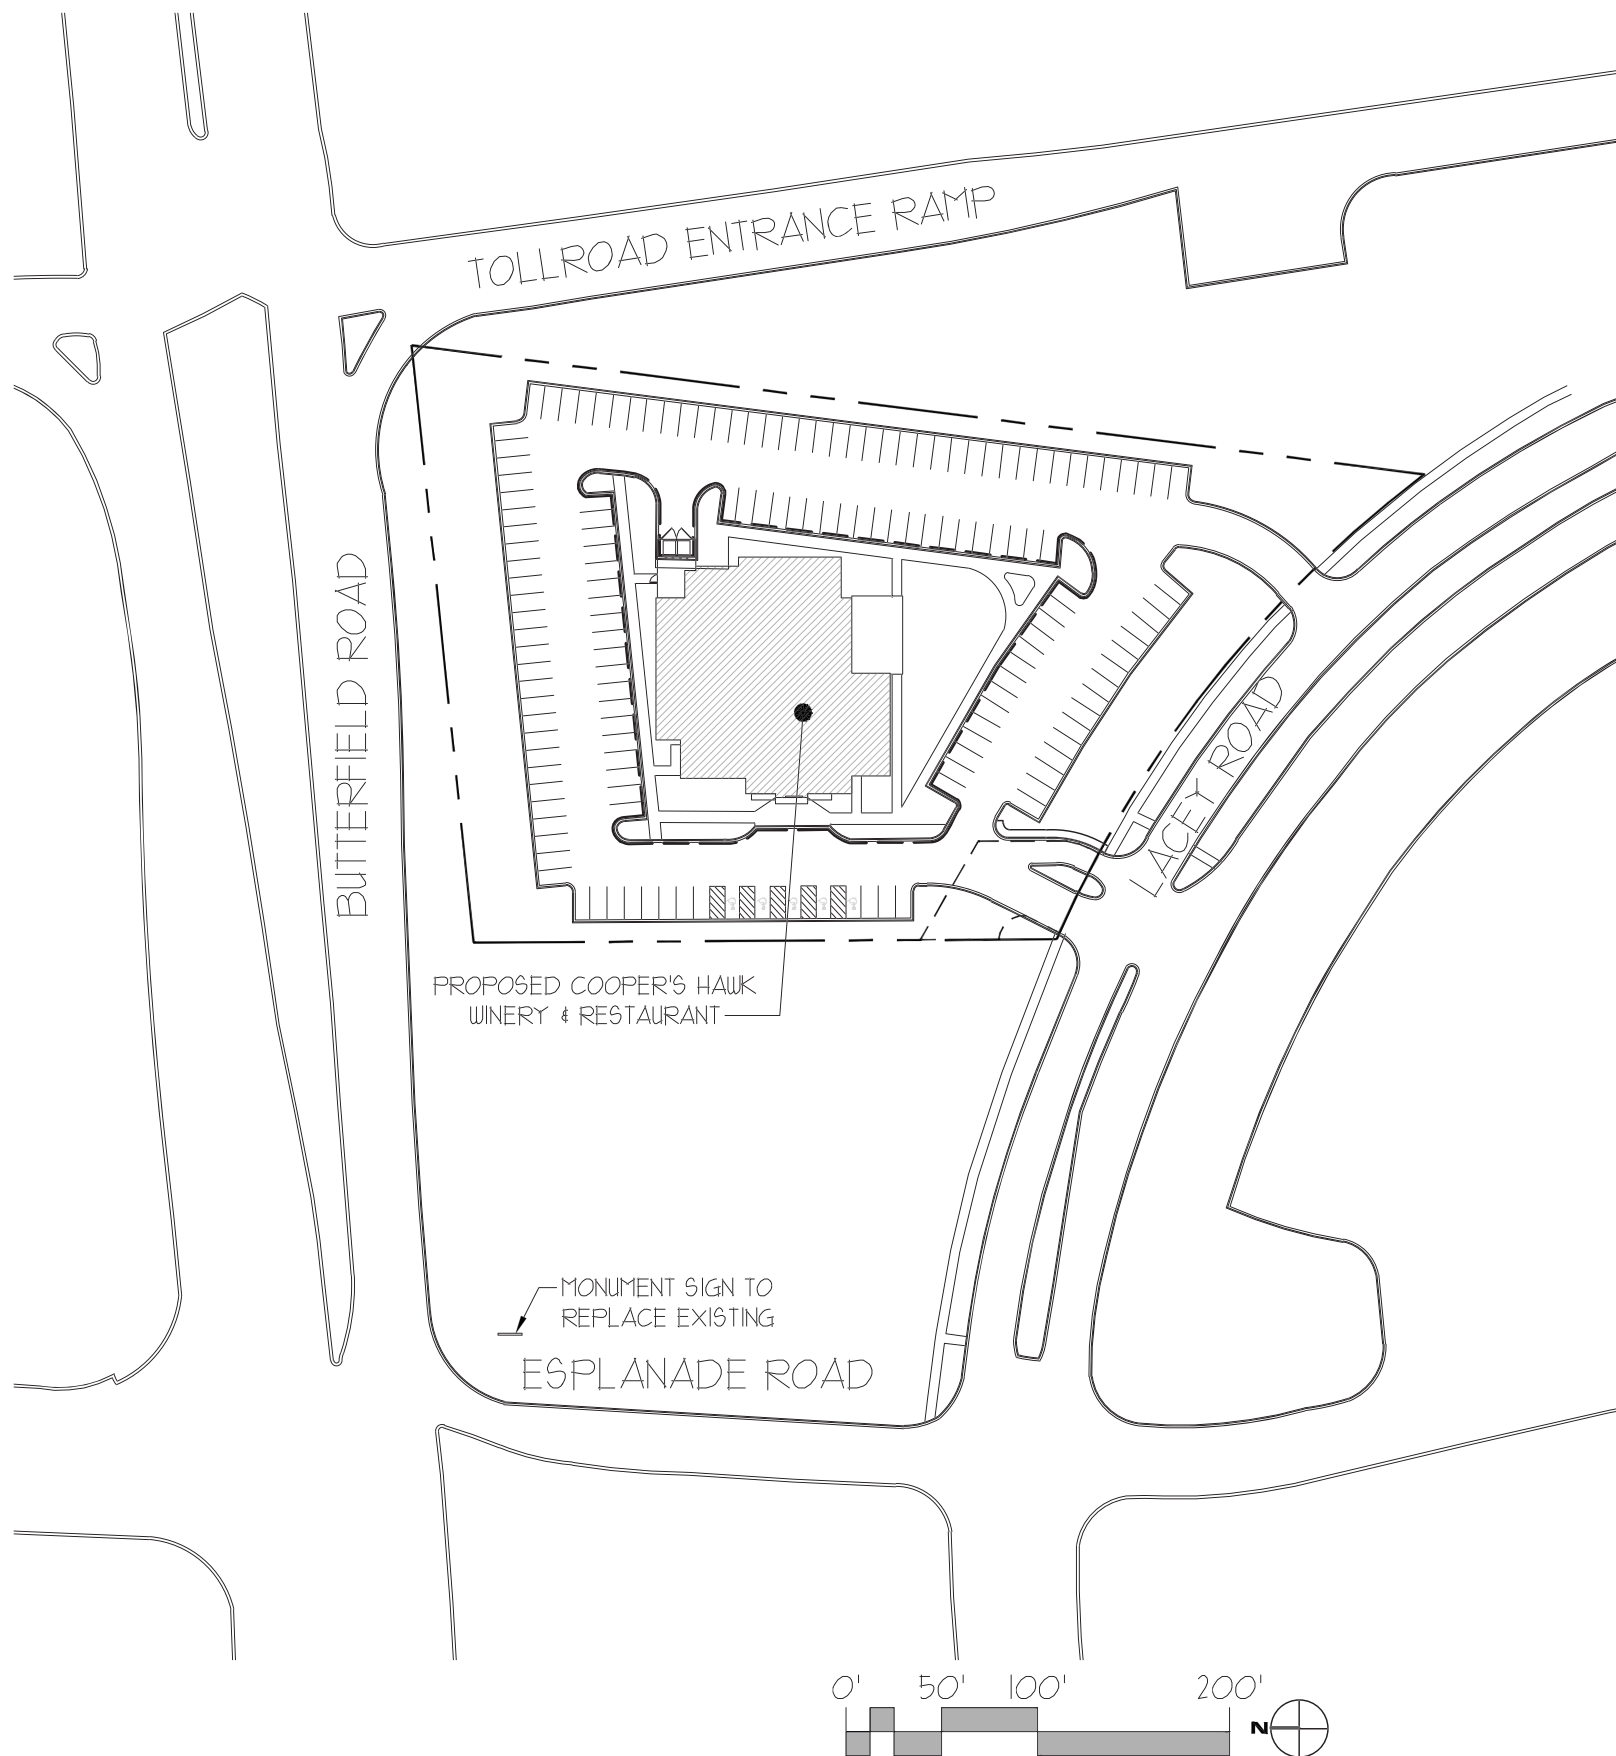 TOLLROAD ENTRANCE RAMP
BUTTERFIELD ROAD
LACEY ROAD
PROPOSED COOPER'S HAWK
WINERY & RESTAURANT
MONUMENT SIGN TO
REPLACE EXISTING
ESPLANADE ROAD
0' 50' 100' 200'
N